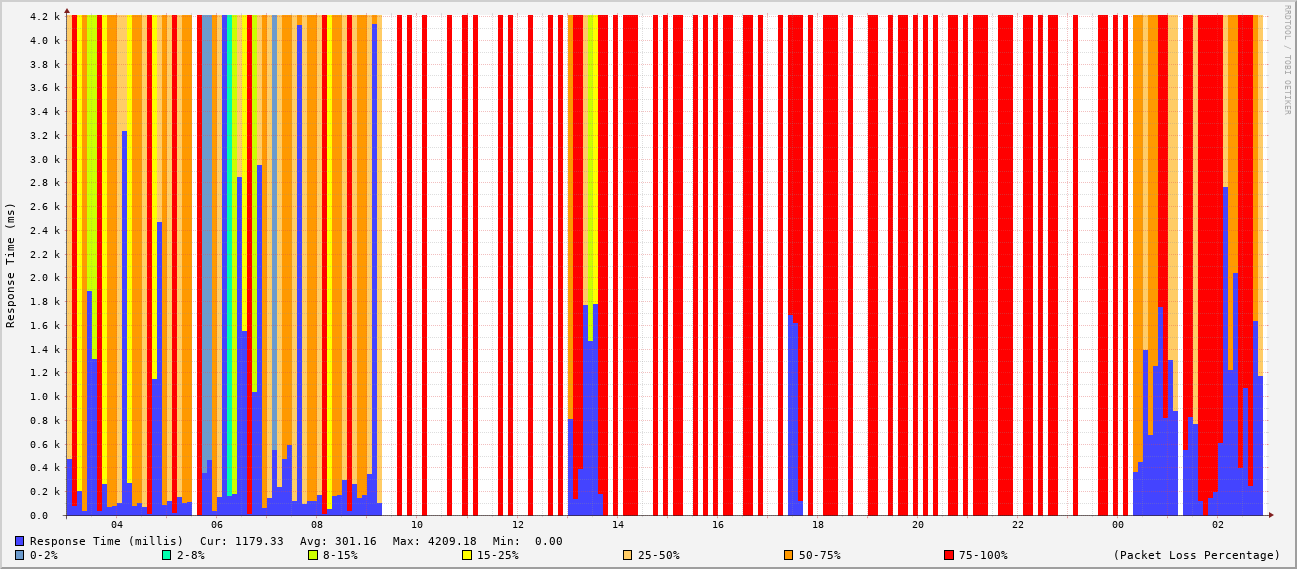 RRDTOOL / TOBI OETIKER
Response Time (ms)
4.2 k
4.0 k
3.8 k
3.6 k
3.4 k
3.2 k
3.0 k
2.8 k
2.6 k
2.4 k
2.2 k
2.0 k
1.8 k
1.6 k
1.4 k
1.2 k
1.0 k
0.8 k
0.6 k
0.4 k
0.2 k
0.0
04 06 08 10 12 14 16 18 20 22 00 02
Response Time (millis) Cur: 1179.33 Avg: 301.16 Max: 4209.18 Min: 0.00
0-2% 2-8% 8-15% 15-25% 25-50% 50-75% 75-100% (Packet Loss Percentage)